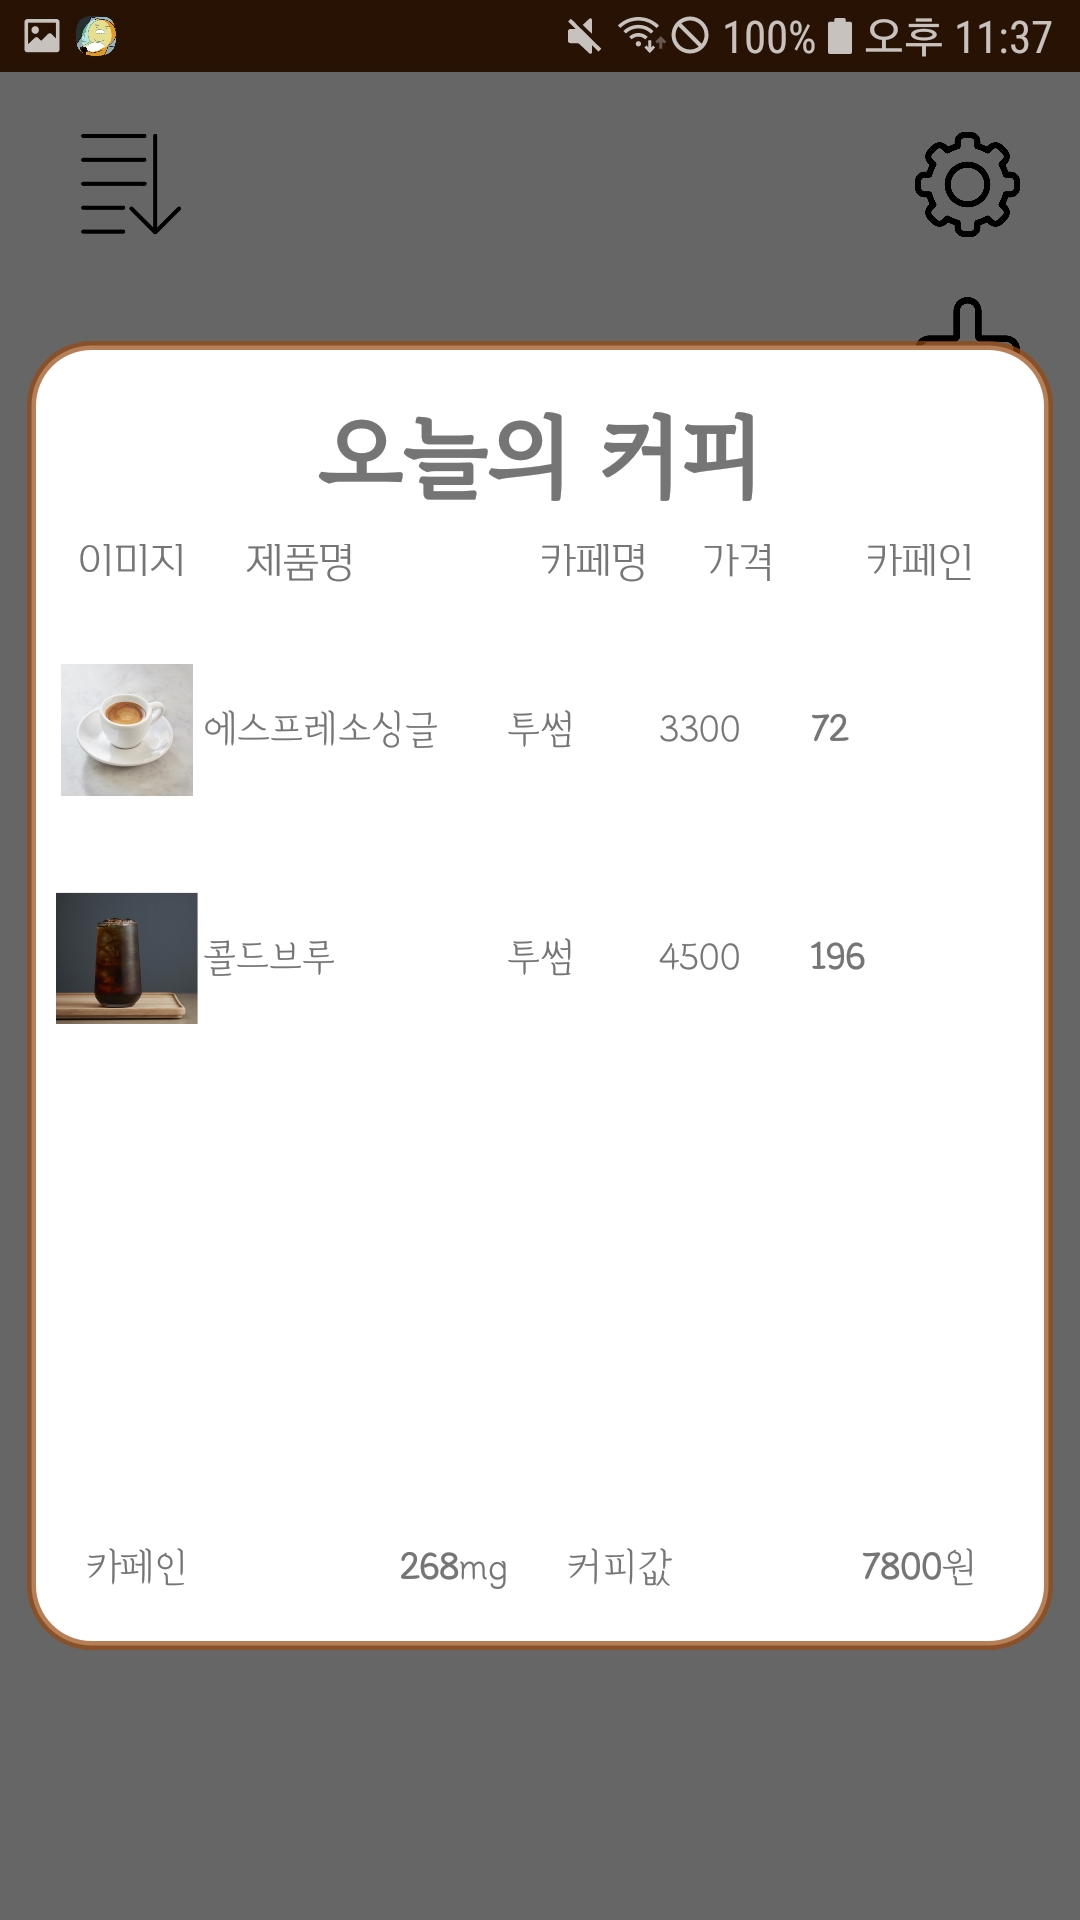 100% 오후 11:37
오늘의 커피
이미지 제품명 카페명 가격 카페인
에스프레소싱글 투썸 3300 72
콜드브루 투썸 4500 196
카페인 268mg 커피값 7800원